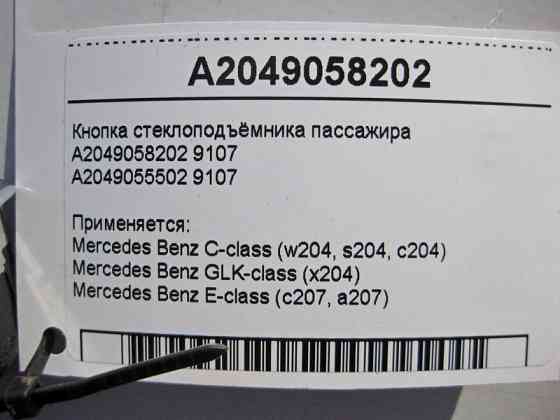 A2049058202
Кнопка стеклоподъёмника пассажира
A2049058202 9107
A2049055502 9107
Применяется:
Mercedes Benz C-class (w204, s204, c204)
Mercedes Benz GLK-class (x204)
Mercedes Benz E-class (c207, a207)